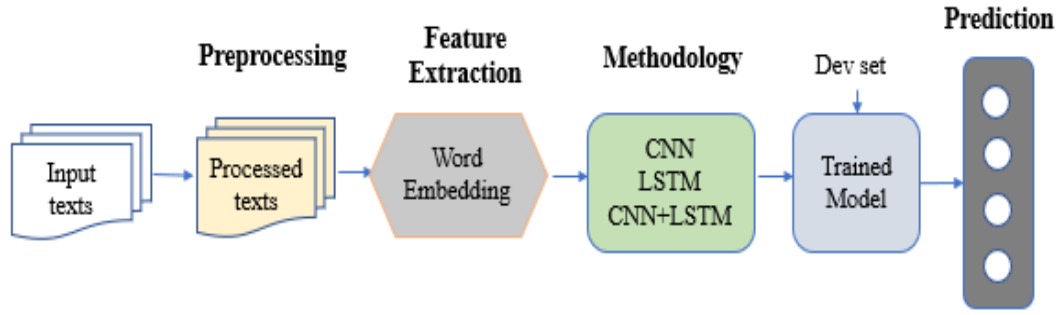 Preprocessing
Feature
Extraction
Methodology
Prediction
Dev set
Input
texts
Processed
texts
Word
Embedding
CNN
LSTM
CNN+LSTM
Trained
Model